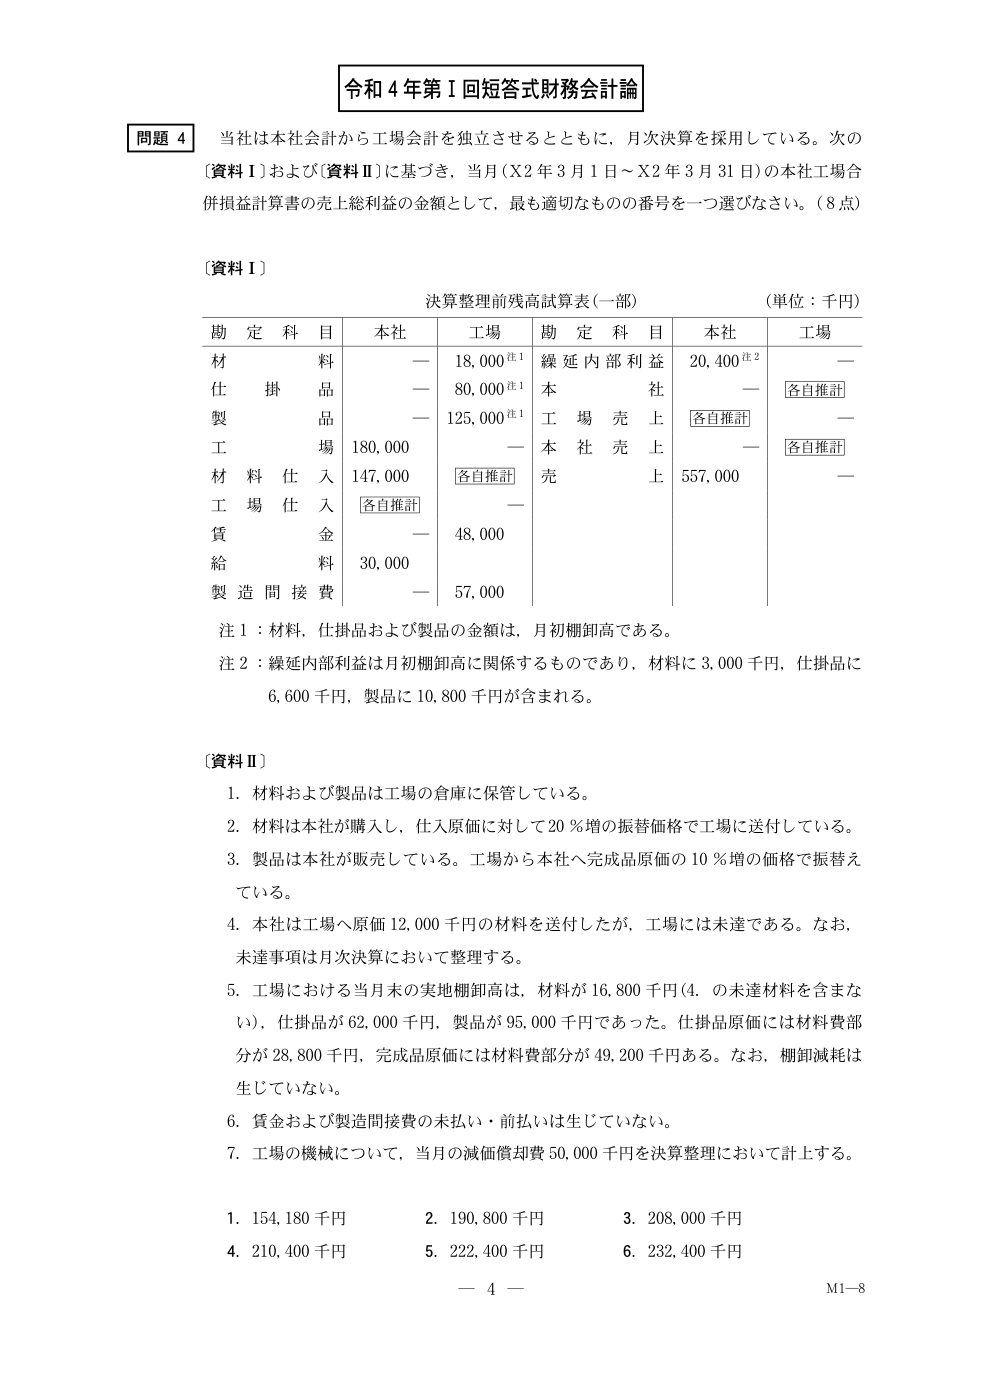 令和4年第Ⅰ回短答式財務会計論
問題 4 当社は本社会計から工場会計を独立させるとともに，月次決算を採用している。次の
〔資料Ⅰ〕および〔資料Ⅱ〕に基づき，当月(X2年3月1日～X2年3月31日)の本社工場合
併損益計算書の売上総利益の金額として，最も適切なものの番号を一つ選びなさい。(8点)
〔資料Ⅰ〕
決算整理前残高試算表(一部) (単位：千円)
勘定科目 本社 工場 勘定科目 本社 工場
材料 ― 18,000注1 繰延内部利益 20,400注2 ―
仕掛品 ― 80,000注1 本社 ― 各自推計
製品 ― 125,000注1 工場売上 各自推計 ―
工場 180,000 ― 本社売上 ― 各自推計
材料仕入 147,000 各自推計 売上 557,000 ―
工場仕入 各自推計 ―
賃金 ― 48,000
給料 30,000
製造間接費 ― 57,000
注1：材料，仕掛品および製品の金額は，月初棚卸高である。
注2：繰延内部利益は月初棚卸高に関係するものであり，材料に3,000千円，仕掛品に
6,600千円，製品に10,800千円が含まれる。
〔資料Ⅱ〕
1. 材料および製品は工場の倉庫に保管している。
2. 材料は本社が購入し，仕入原価に対して20％増の振替価格で工場に送付している。
3. 製品は本社が販売している。工場から本社へ完成品原価の10％増の価格で振替え
ている。
4. 本社は工場へ原価12,000千円の材料を送付したが，工場には未達である。なお，
未達事項は月次決算において整理する。
5. 工場における当月末の実地棚卸高は，材料が16,800千円(4. の未達材料を含まな
い)，仕掛品が62,000千円，製品が95,000千円であった。仕掛品原価には材料費部
分が28,800千円，完成品原価には材料費部分が49,200千円ある。なお，棚卸減耗は
生じていない。
6. 賃金および製造間接費の未払い・前払いは生じていない。
7. 工場の機械について，当月の減価償却費50,000千円を決算整理において計上する。
1. 154,180千円 2. 190,800千円 3. 208,000千円
4. 210,400千円 5. 222,400千円 6. 232,400千円
― 4 ― M1―8